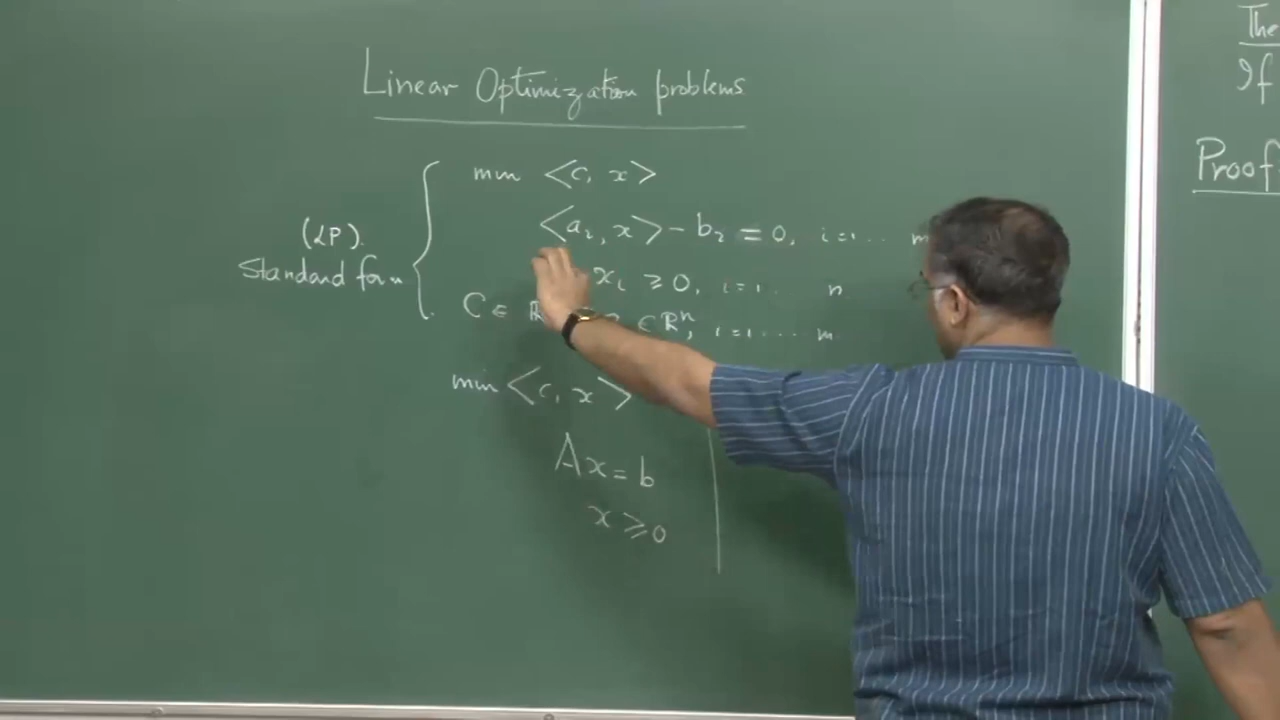 Linear Optimization problems
min <c, x>
(LP).
Standard form
<a_i, x> - b_i = 0, i=1... m
x_i ≥ 0, i=1.. n
C ∈ ℝ ∈ ℝ^n, i=1.... m
min <c, x>
Ax = b
x ≥ 0
The
If
Proof